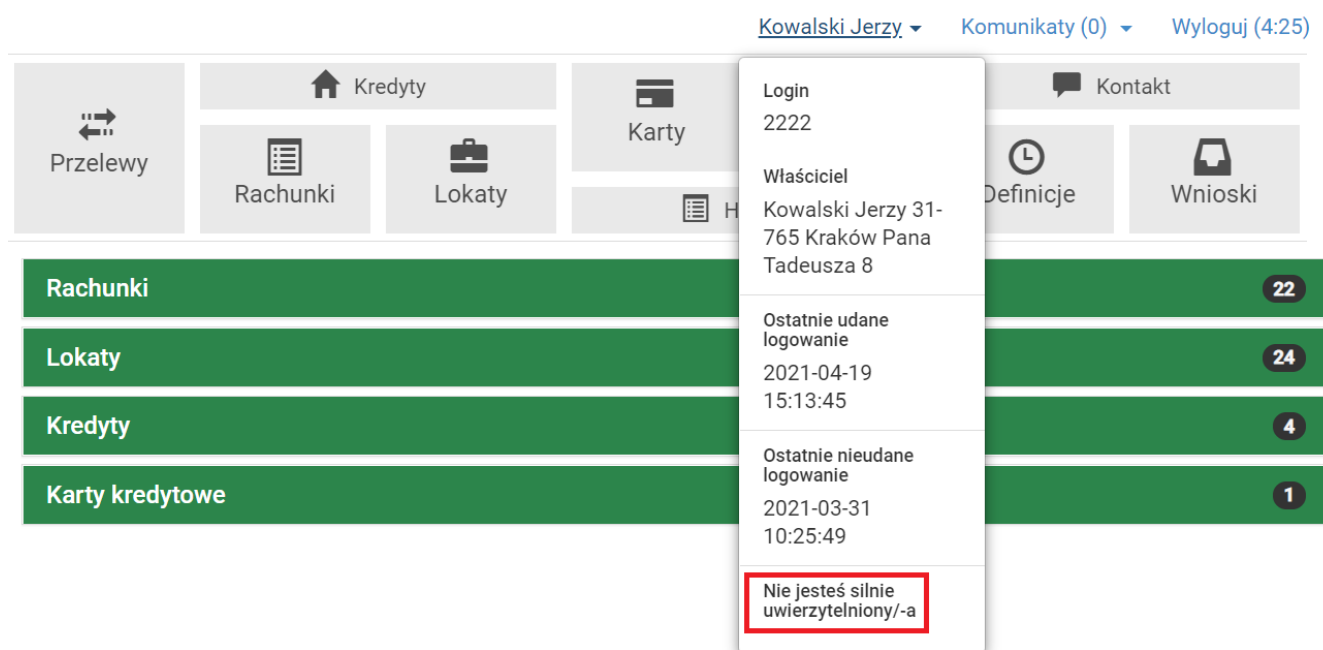 Kowalski Jerzy Komunikaty (0) Wyloguj (4:25)
Przelewy
Kredyty
Rachunki
Lokaty
Karty
H
Kontakt
Definicje
Wnioski
Login
2222
Właściciel
Kowalski Jerzy 31-
765 Kraków Pana
Tadeusza 8
Ostatnie udane
logowanie
2021-04-19
15:13:45
Ostatnie nieudane
logowanie
2021-03-31
10:25:49
Nie jesteś silnie
uwierzytelniony/-a
Rachunki 22
Lokaty 24
Kredyty 4
Karty kredytowe 1